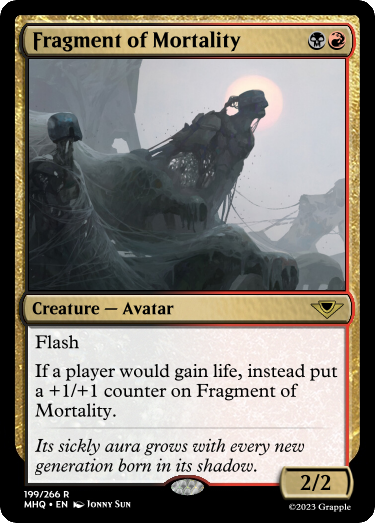 Fragment of Mortality
Creature — Avatar
Flash
If a player would gain life, instead put
a +1/+1 counter on Fragment of
Mortality.
Its sickly aura grows with every new
generation born in its shadow.
2/2
199/266 R
MHQ • EN Jonny Sun
©2023 Grapple